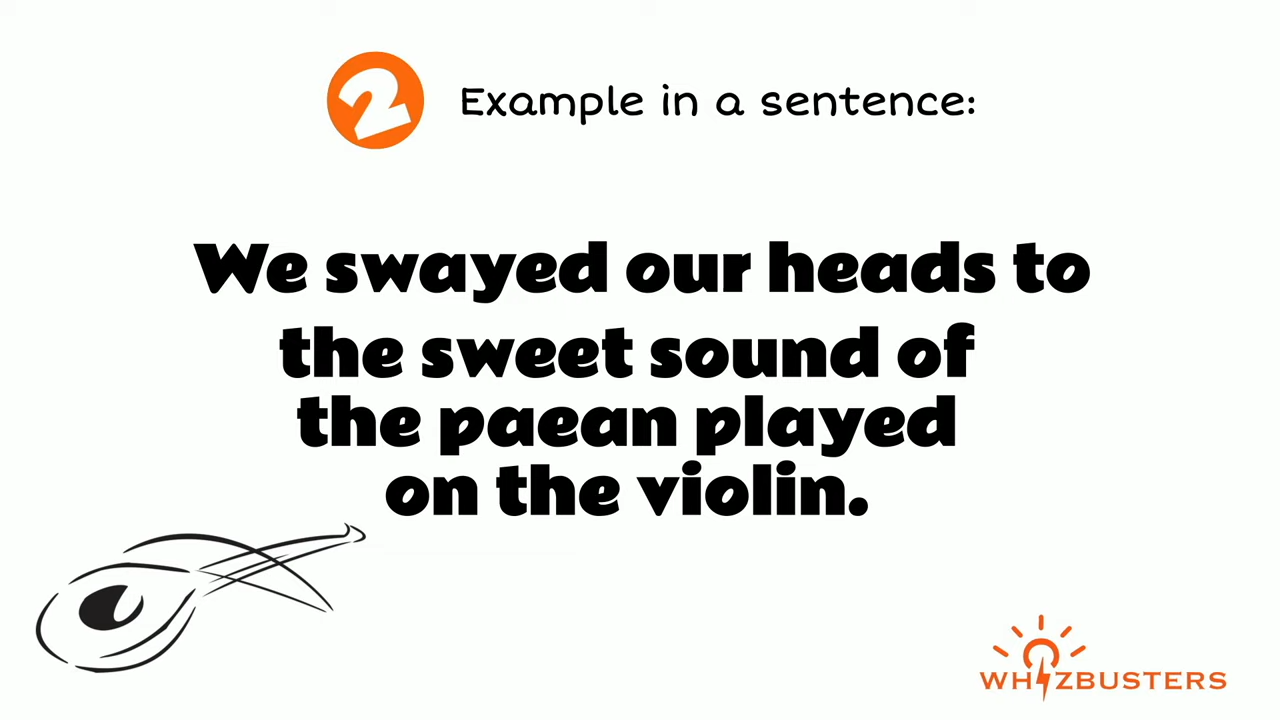 2 Example in a sentence:
We swayed our heads to
the sweet sound of
the paean played
on the violin.
WHIZBUSTERS